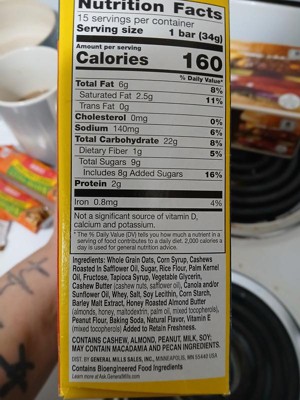 Nutrition Facts
15 servings per container
Serving size 1 bar (34g)
Amount per serving
Calories 160
% Daily Value*
Total Fat 6g 8%
Saturated Fat 2.5g 11%
Trans Fat 0g
Cholesterol 0mg 0%
Sodium 140mg 6%
Total Carbohydrate 22g 8%
Dietary Fiber 1g 5%
Total Sugars 9g
Includes 8g Added Sugars 16%
Protein 2g
Iron 0.8mg 4%
Not a significant source of vitamin D,
calcium and potassium.
* The % Daily Value (DV) tells you how much a nutrient in a
serving of food contributes to a daily diet. 2,000 calories a
day is used for general nutrition advice.
Ingredients: Whole Grain Oats, Corn Syrup, Cashews
Roasted In Safflower Oil, Sugar, Rice Flour, Palm Kernel
Oil, Fructose, Tapioca Syrup, Vegetable Glycerin,
Cashew Butter (cashew nuts, safflower oil), Canola and/or
Sunflower Oil, Whey, Salt, Soy Lecithin, Corn Starch,
Barley Malt Extract, Honey Roasted Almond Butter
(almonds, honey, maltodextrin, palm oil, mixed tocopherols),
Peanut Flour, Baking Soda, Natural Flavor, Vitamin E
(mixed tocopherols) Added to Retain Freshness.
CONTAINS CASHEW, ALMOND, PEANUT, MILK, SOY;
MAY CONTAIN MACADAMIA AND PECAN INGREDIENTS.
DIST. BY GENERAL MILLS SALES, INC., MINNEAPOLIS, MN 55440 USA
Contains Bioengineered Food Ingredients
Learn more at Ask.GeneralMills.com